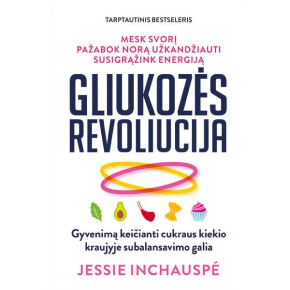 TARPTAUTINIS BESTSELERIS
MESK SVORĮ
PAŽABOK NORĄ UŽKANDŽIAUTI
SUSIGRĄŽINK ENERGIJĄ
GLIUKOZĖS
REVOLIUCIJA
Gyvenimą keičianti cukraus kiekio
kraujyje subalansavimo galia
JESSIE INCHAUSPÉ